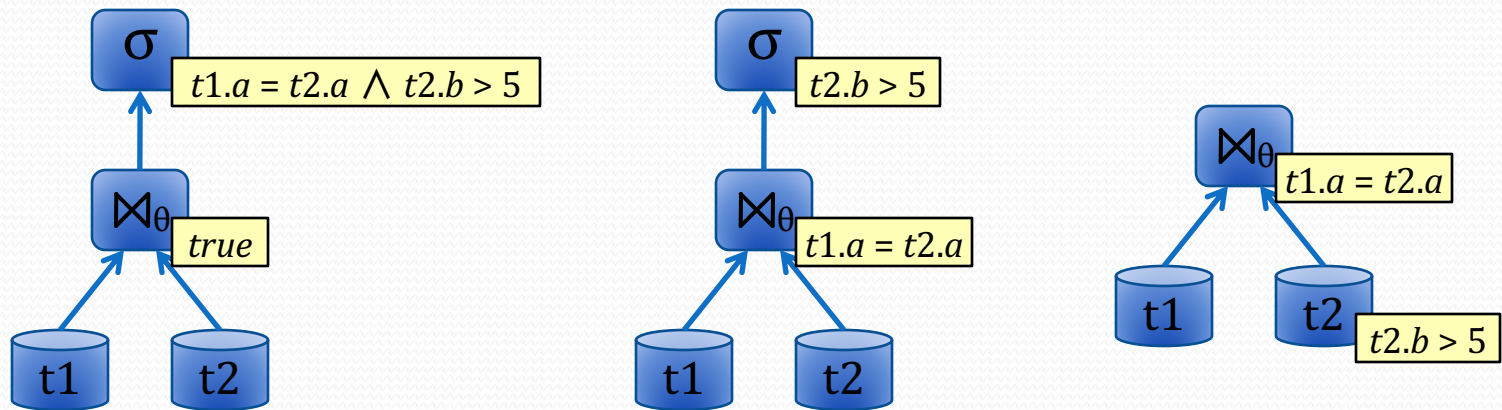 σ
t1.a = t2.a ∧ t2.b > 5
⋈θ
true
t1
t2
σ
t2.b > 5
⋈θ
t1.a = t2.a
t1
t2
⋈θ
t1.a = t2.a
t1
t2
t2.b > 5